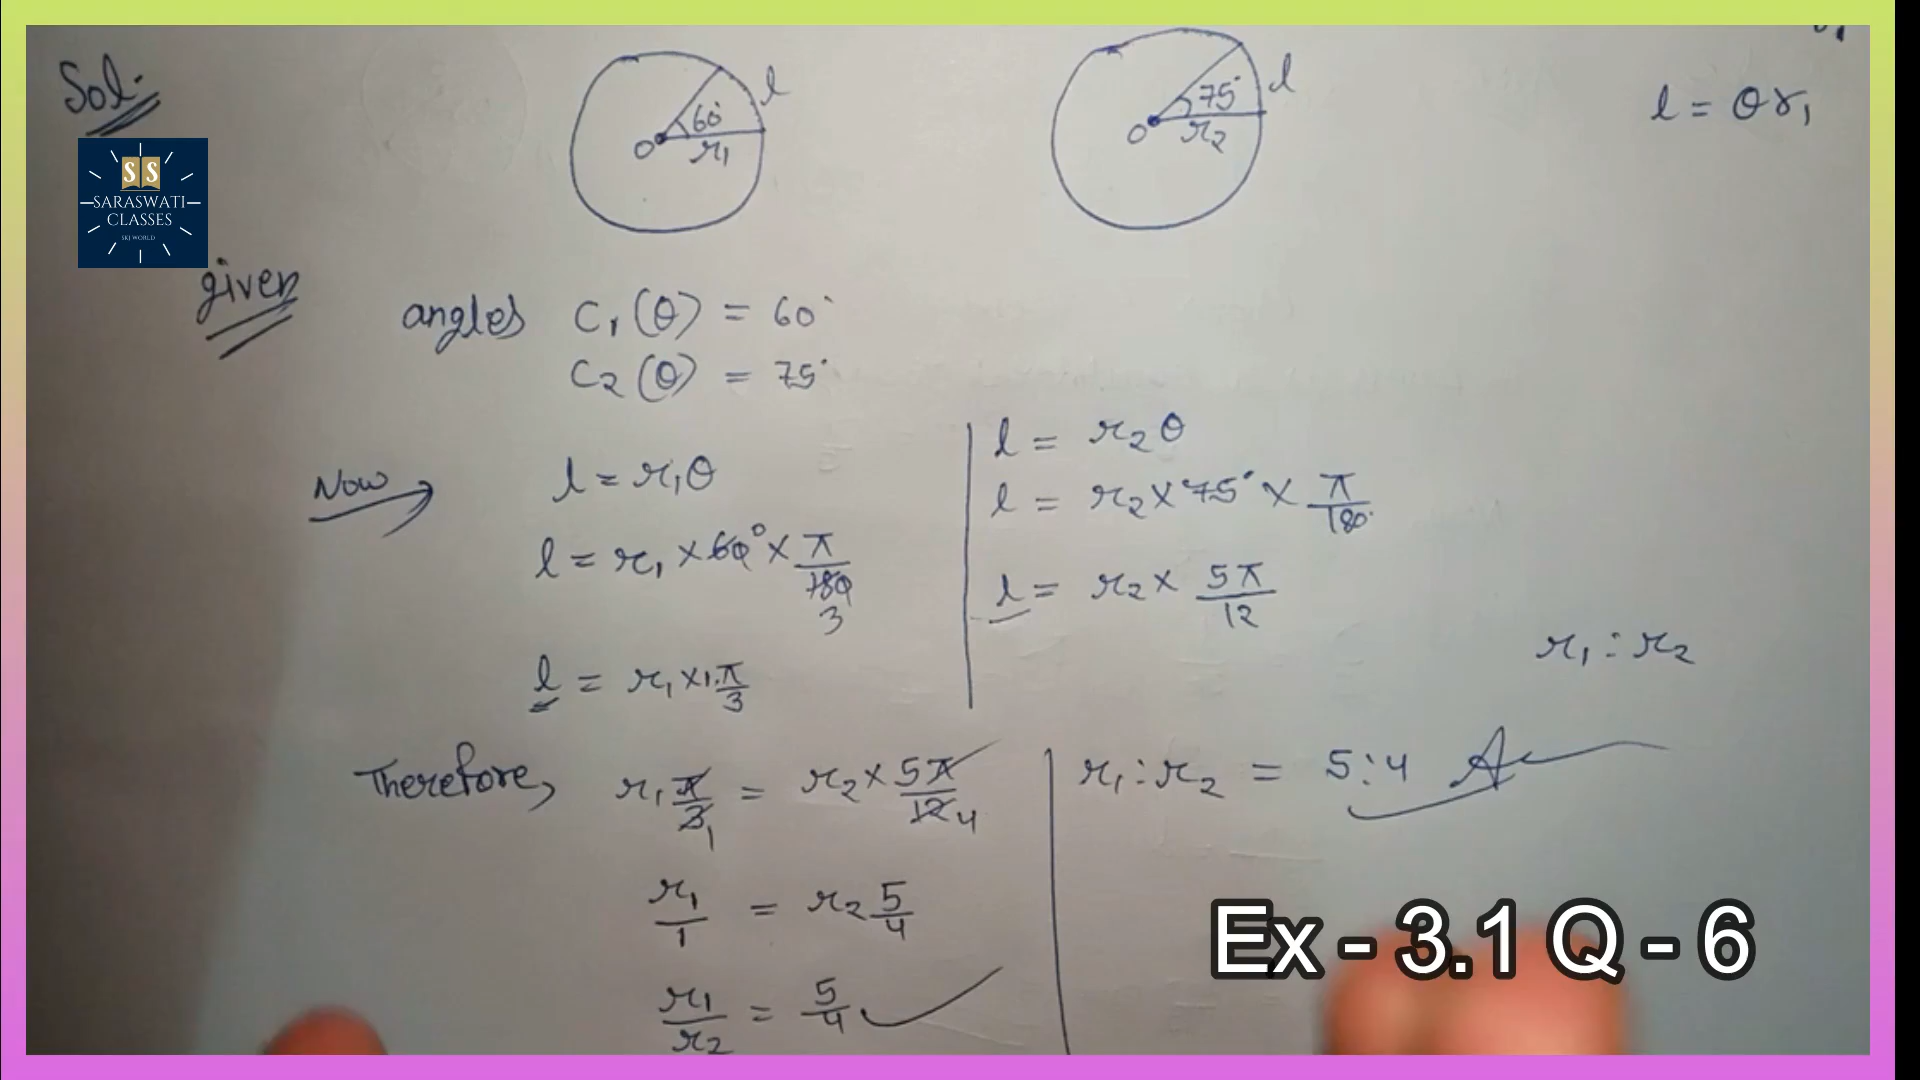 Sol.
60° l
O r₁
75° l
O r₂
l = θr₁
SS
SARASWATI
CLASSES
SKJ WORLD
given
angles C₁(θ) = 60°
C₂(θ) = 75°
Now → l = r₁θ
l = r₁ × 60° × π/180
3
l = r₁ × 1.π/3
l = r₂θ
l = r₂ × 75° × π/180°
l = r₂ × 5π/12
r₁ : r₂
Therefore, r₁ π/3 = r₂ × 5π/12
1 4
r₁/1 = r₂ 5/4
r₁/r₂ = 5/4
r₁ : r₂ = 5:4 A
Ex - 3.1 Q - 6